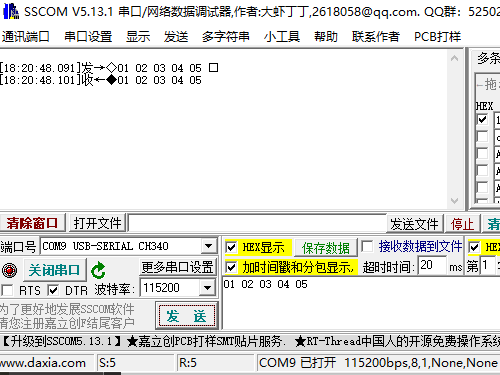 SSCOM V5.13.1 串口/网络数据调试器,作者:大虾丁丁,2618058@qq.com. QQ群: 52502
通讯端口 串口设置 显示 发送 多字符串 小工具 帮助 联系作者 PCB打样
[18:20:48.091]发→◇01 02 03 04 05 □
[18:20:48.101]收←◆01 02 03 04 05
多条
HEX
清除窗口 打开文件 发送文件 停止 清
端口号 COM9 USB-SERIAL CH340
HEX显示 保存数据 接收数据到文件 HEX
关闭串口 更多串口设置
加时间戳和分包显示, 超时时间: 20 ms 第1
RTS DTR 波特率: 115200
01 02 03 04 05
为了更好地发展SSCOM软件
请您注册嘉立创F结尾客户
发 送
【升级到SSCOM5.13.1】★嘉立创PCB打样SMT贴片服务. ★RT-Thread中国人的开源免费操作系统
www.daxia.com S:5 R:5 COM9 已打开 115200bps,8,1,None,None